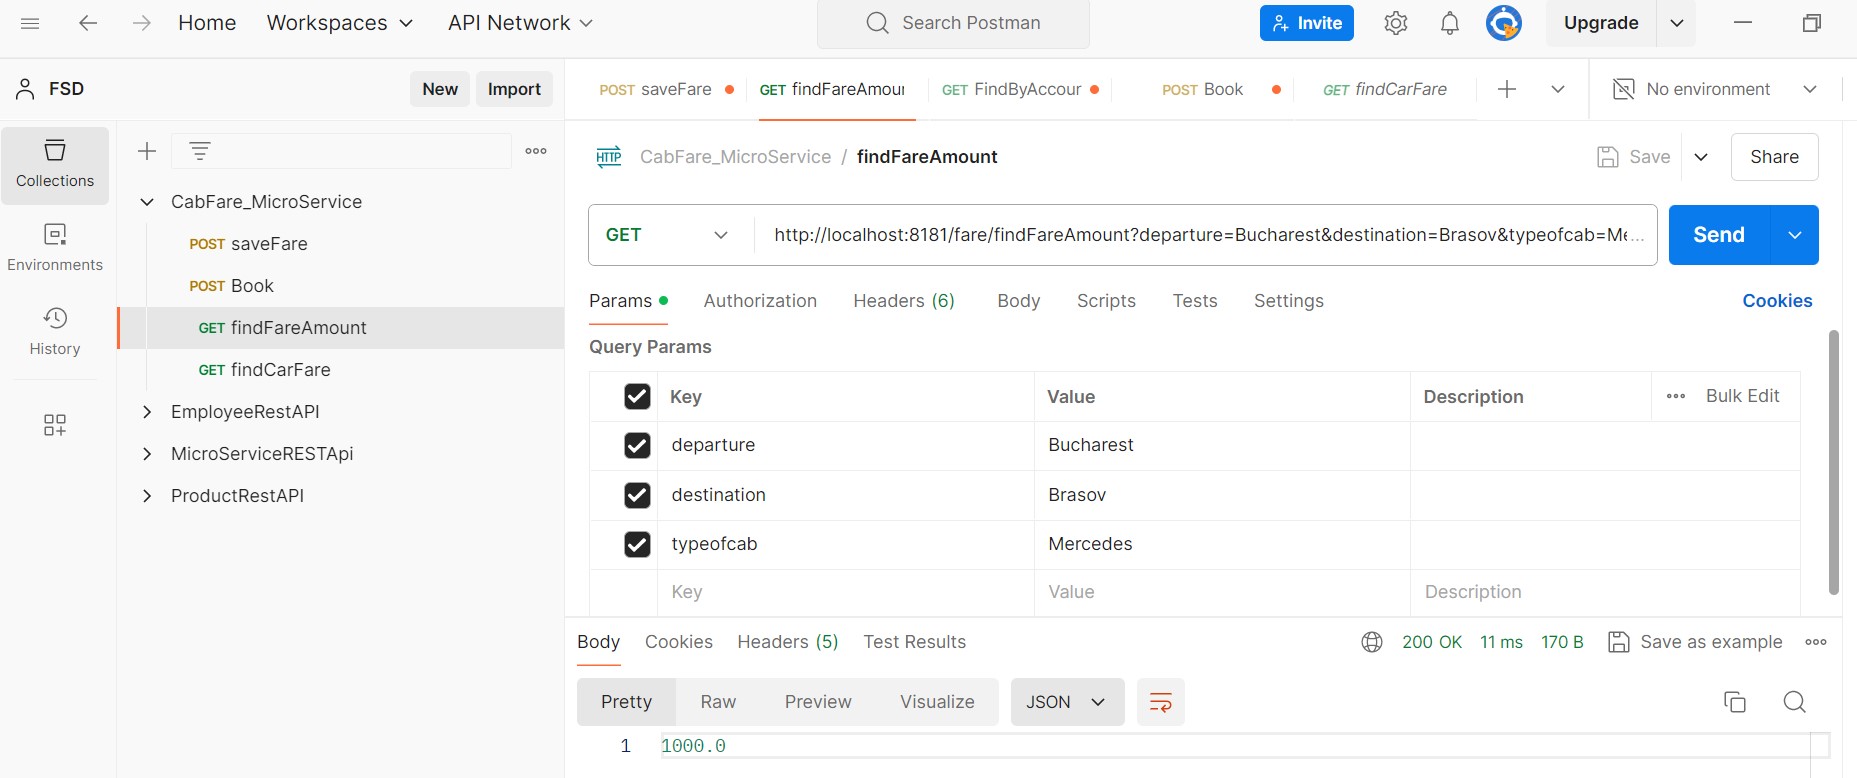 Home Workspaces API Network Search Postman Invite Upgrade
FSD New Import
POST saveFare GET findFareAmour GET FindByAccour POST Book GET findCarFare No environment
Collections
Environments
History
CabFare_MicroService
POST saveFare
POST Book
GET findFareAmount
GET findCarFare
EmployeeRestAPI
MicroServiceRESTApi
ProductRestAPI
HTTP CabFare_MicroService / findFareAmount Save Share
GET http://localhost:8181/fare/findFareAmount?departure=Bucharest&destination=Brasov&typeofcab=Me... Send
Params Authorization Headers (6) Body Scripts Tests Settings Cookies
Query Params
Key Value Description Bulk Edit
departure Bucharest
destination Brasov
typeofcab Mercedes
Key Value Description
Body Cookies Headers (5) Test Results 200 OK 11 ms 170 B Save as example
Pretty Raw Preview Visualize JSON
1 1000.0